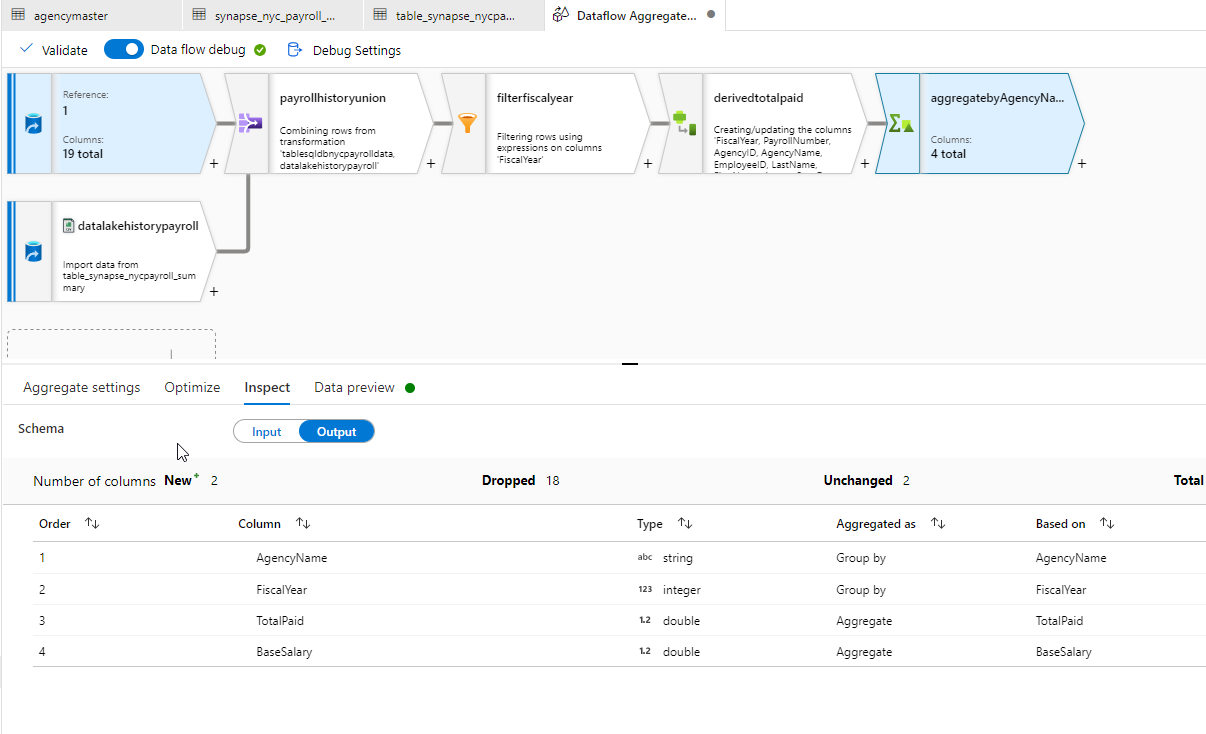 agencymaster
synapse_nyc_payroll_...
table_synapse_nycpa...
Dataflow Aggregate...
Validate
Data flow debug
Debug Settings
Reference:
1
Columns:
19 total
+
payrollhistoryunion
Combining rows from
transformation
'tablesqldbnycpayrolldata,
datalakehistorypayroll'
+
filterfiscalyear
Filtering rows using
expressions on columns
'FiscalYear'
+
derivedtotalpaid
Creating/updating the columns
'FiscalYear, PayrollNumber,
AgencyID, AgencyName,
EmployeeID, LastName,
+
aggregatebyAgencyNa...
Columns:
4 total
+
datalakehistorypayroll
Import data from
table_synapse_nycpayroll_sum
mary
+
Aggregate settings
Optimize
Inspect
Data preview
Schema
Input
Output
Number of columns New + 2
Dropped 18
Unchanged 2
Total
Order
Column
Type
Aggregated as
Based on
1 AgencyName abc string Group by AgencyName
2 FiscalYear 123 integer Group by FiscalYear
3 TotalPaid 1.2 double Aggregate TotalPaid
4 BaseSalary 1.2 double Aggregate BaseSalary